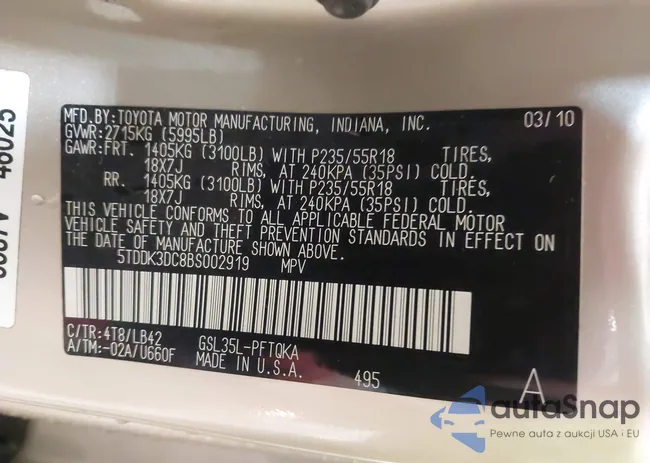 MFD.BY:TOYOTA MOTOR MANUFACTURING, INDIANA, INC. 03/10
GVWR:2715KG (5995LB)
GAWR:FRT. 1405KG (3100LB) WITH P235/55R18 TIRES,
18X7J RIMS, AT 240KPA (35PSI) COLD.
RR. 1405KG (3100LB) WITH P235/55R18 TIRES,
18X7J RIMS, AT 240KPA (35PSI) COLD.
THIS VEHICLE CONFORMS TO ALL APPLICABLE FEDERAL MOTOR
VEHICLE SAFETY AND THEFT PREVENTION STANDARDS IN EFFECT ON
THE DATE OF MANUFACTURE SHOWN ABOVE.
5TDDK3DC8BS002919 MPV
C/TR:4T8/LB42 GSL35L-PFTQKA
A/TM:-02A/U660F MADE IN U.S.A. 495 A
autaSnap
Pewne auta z aukcji USA i EU